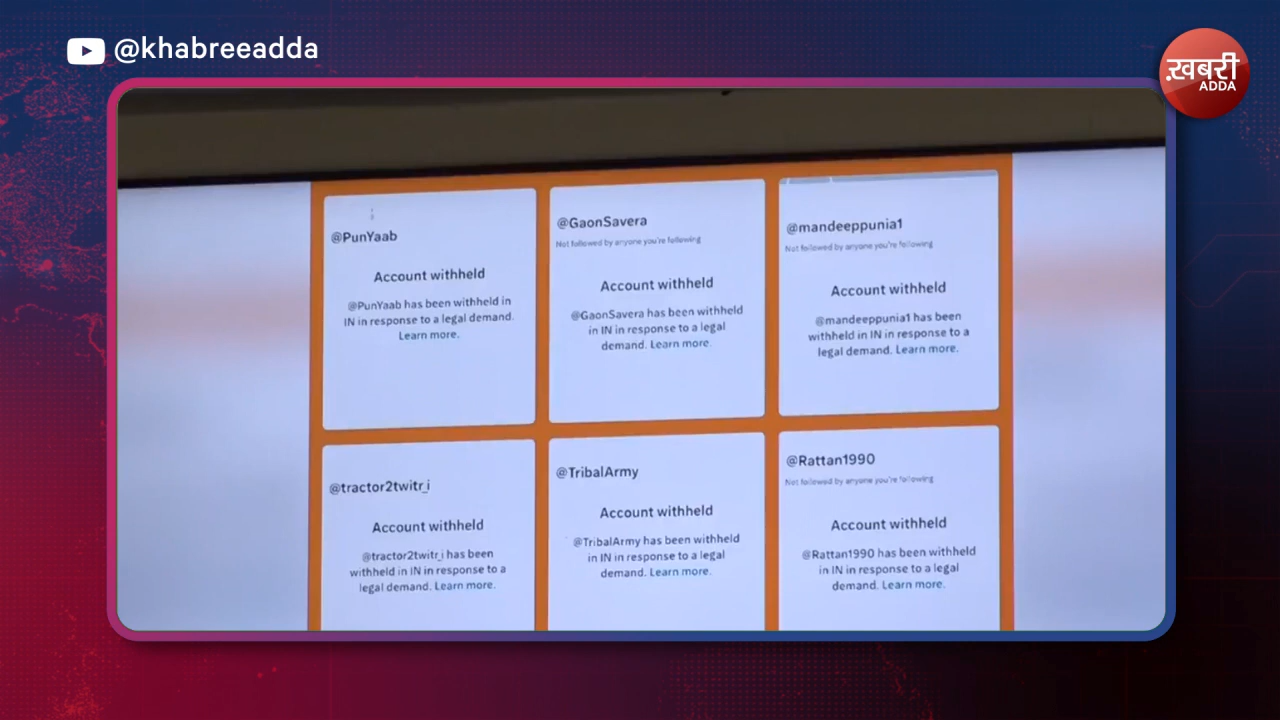 @khabreeadda
ख़बरी
ADDA
@PunYaab
Account withheld
@PunYaab has been withheld in
IN in response to a legal demand.
Learn more.
@GaonSavera
Not followed by anyone you're following
Account withheld
@GaonSavera has been withheld
in IN in response to a legal
demand. Learn more.
@mandeeppunia1
Not followed by anyone you're following
Account withheld
@mandeeppunia1 has been
withheld in IN in response to a
legal demand. Learn more.
@tractor2twitr_i
Account withheld
@tractor2twitr_i has been
withheld in IN in response to a
legal demand. Learn more.
@TribalArmy
Account withheld
@TribalArmy has been withheld
in IN in response to a legal
demand. Learn more.
@Rattan1990
Not followed by anyone you're following
Account withheld
@Rattan1990 has been withheld
in IN in response to a legal
demand. Learn more.